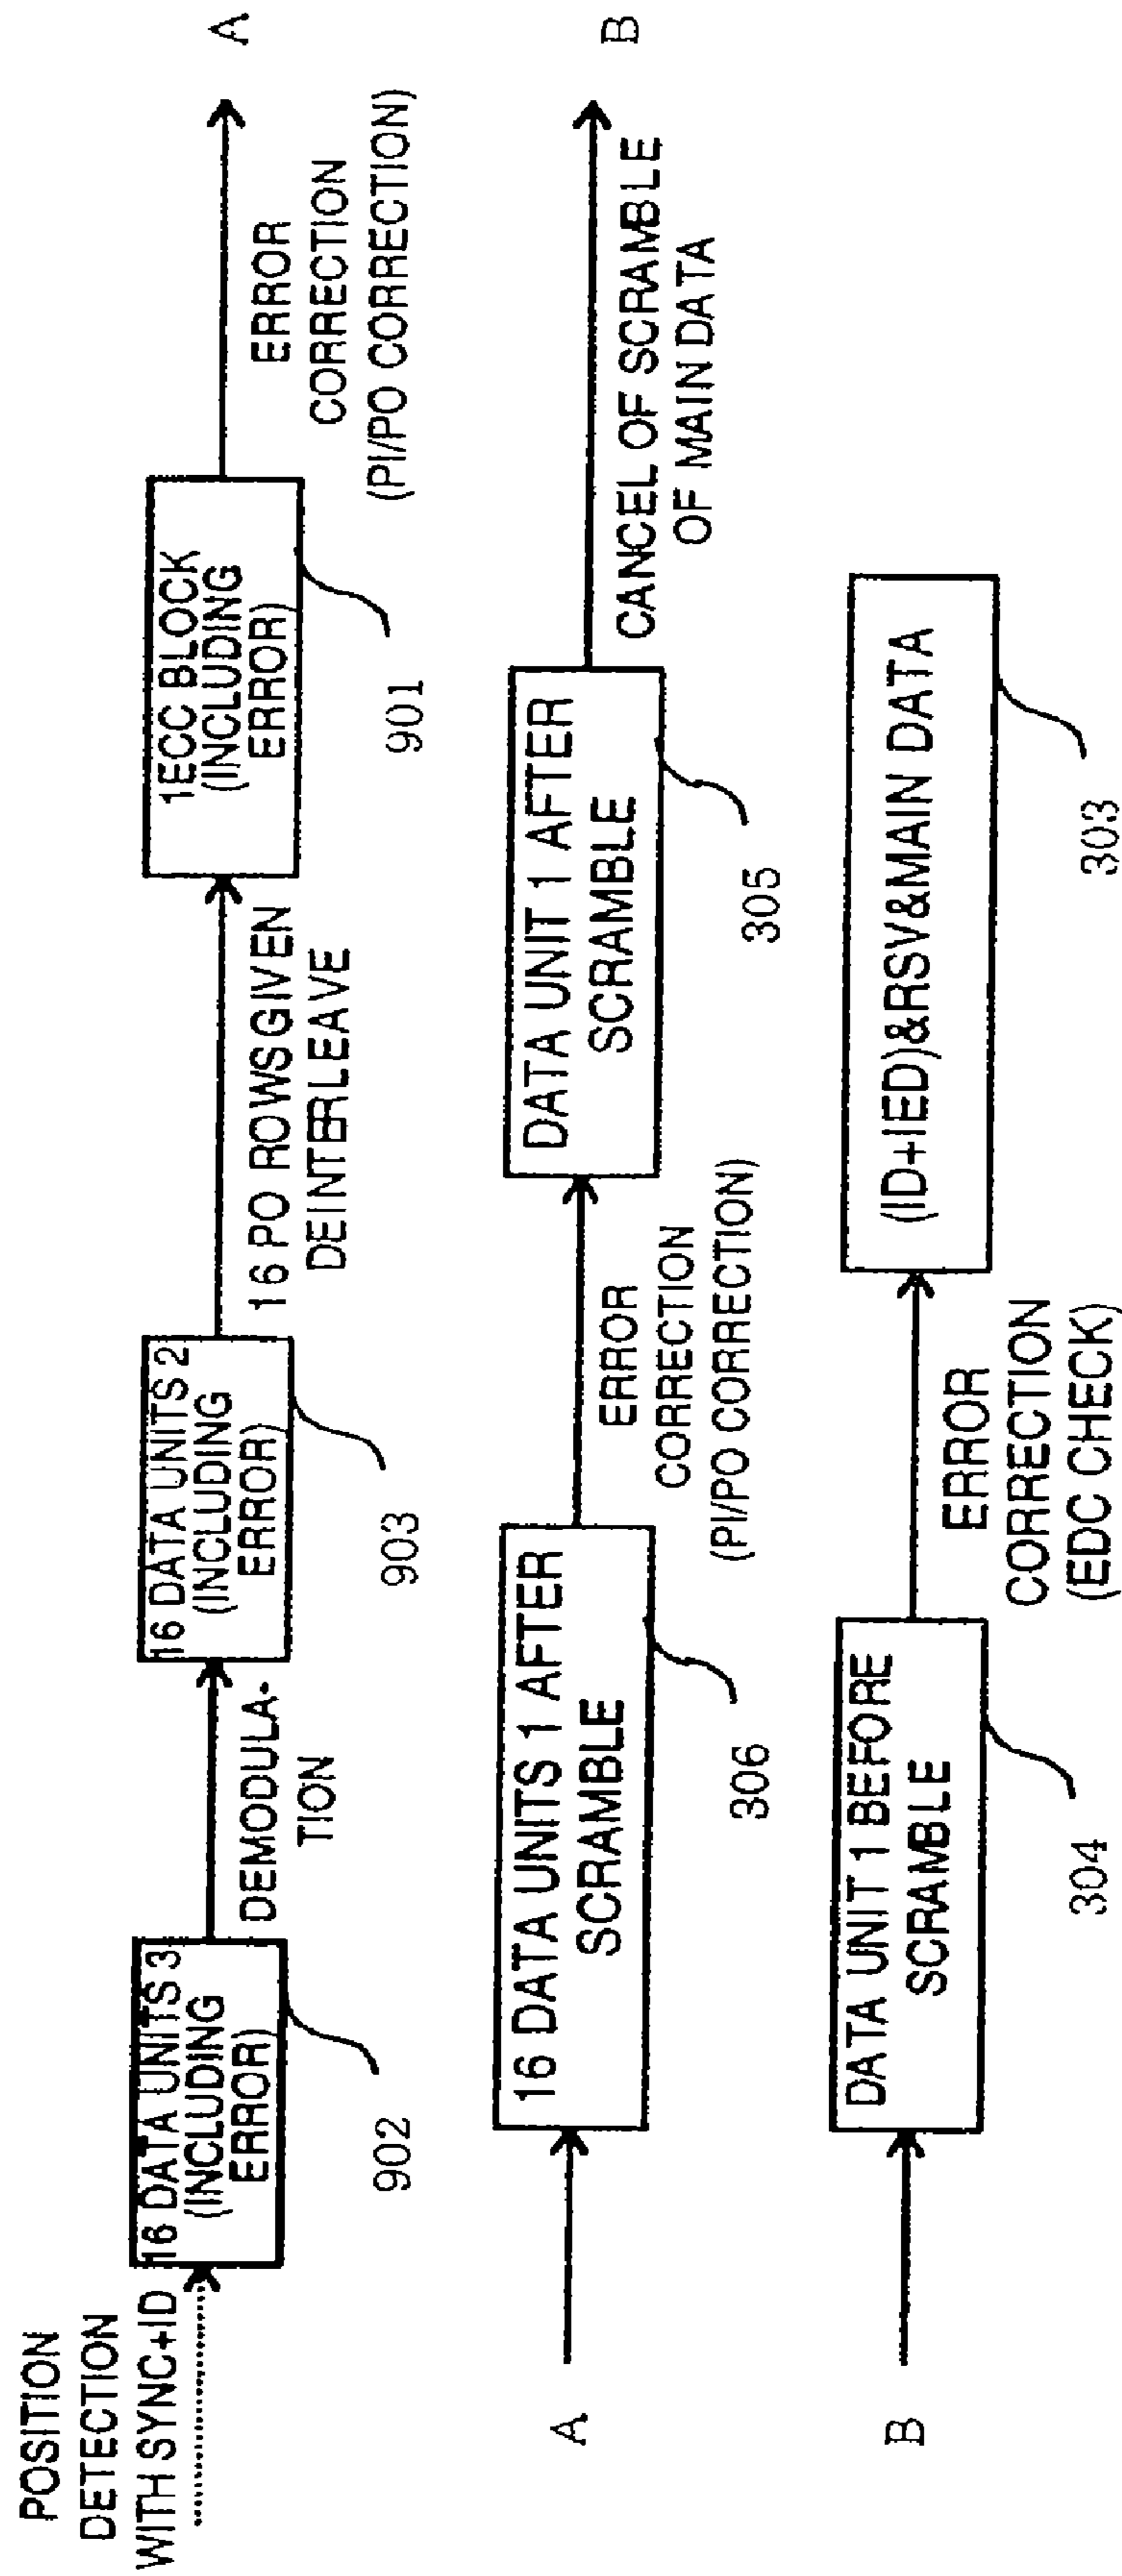 POSITION
DETECTION
WITH SYNC+ID
16 DATA UNITS 3
(INCLUDING
ERROR)
902
DEMODULA-
TION
16 DATA UNITS 2
(INCLUDING
ERROR)
903
16 PO ROWS GIVEN
DEINTERLEAVE
1ECC BLOCK
(INCLUDING
ERROR)
901
ERROR
CORRECTION
(PI/PO CORRECTION)
A
A
16 DATA UNITS 1 AFTER
SCRAMBLE
306
ERROR
CORRECTION
(PI/PO CORRECTION)
DATA UNIT 1 AFTER
SCRAMBLE
305
CANCEL OF SCRAMBLE
OF MAIN DATA
B
B
DATA UNIT 1 BEFORE
SCRAMBLE
304
ERROR
CORRECTION
(EDC CHECK)
(ID+IED)&RSV&MAIN DATA
303